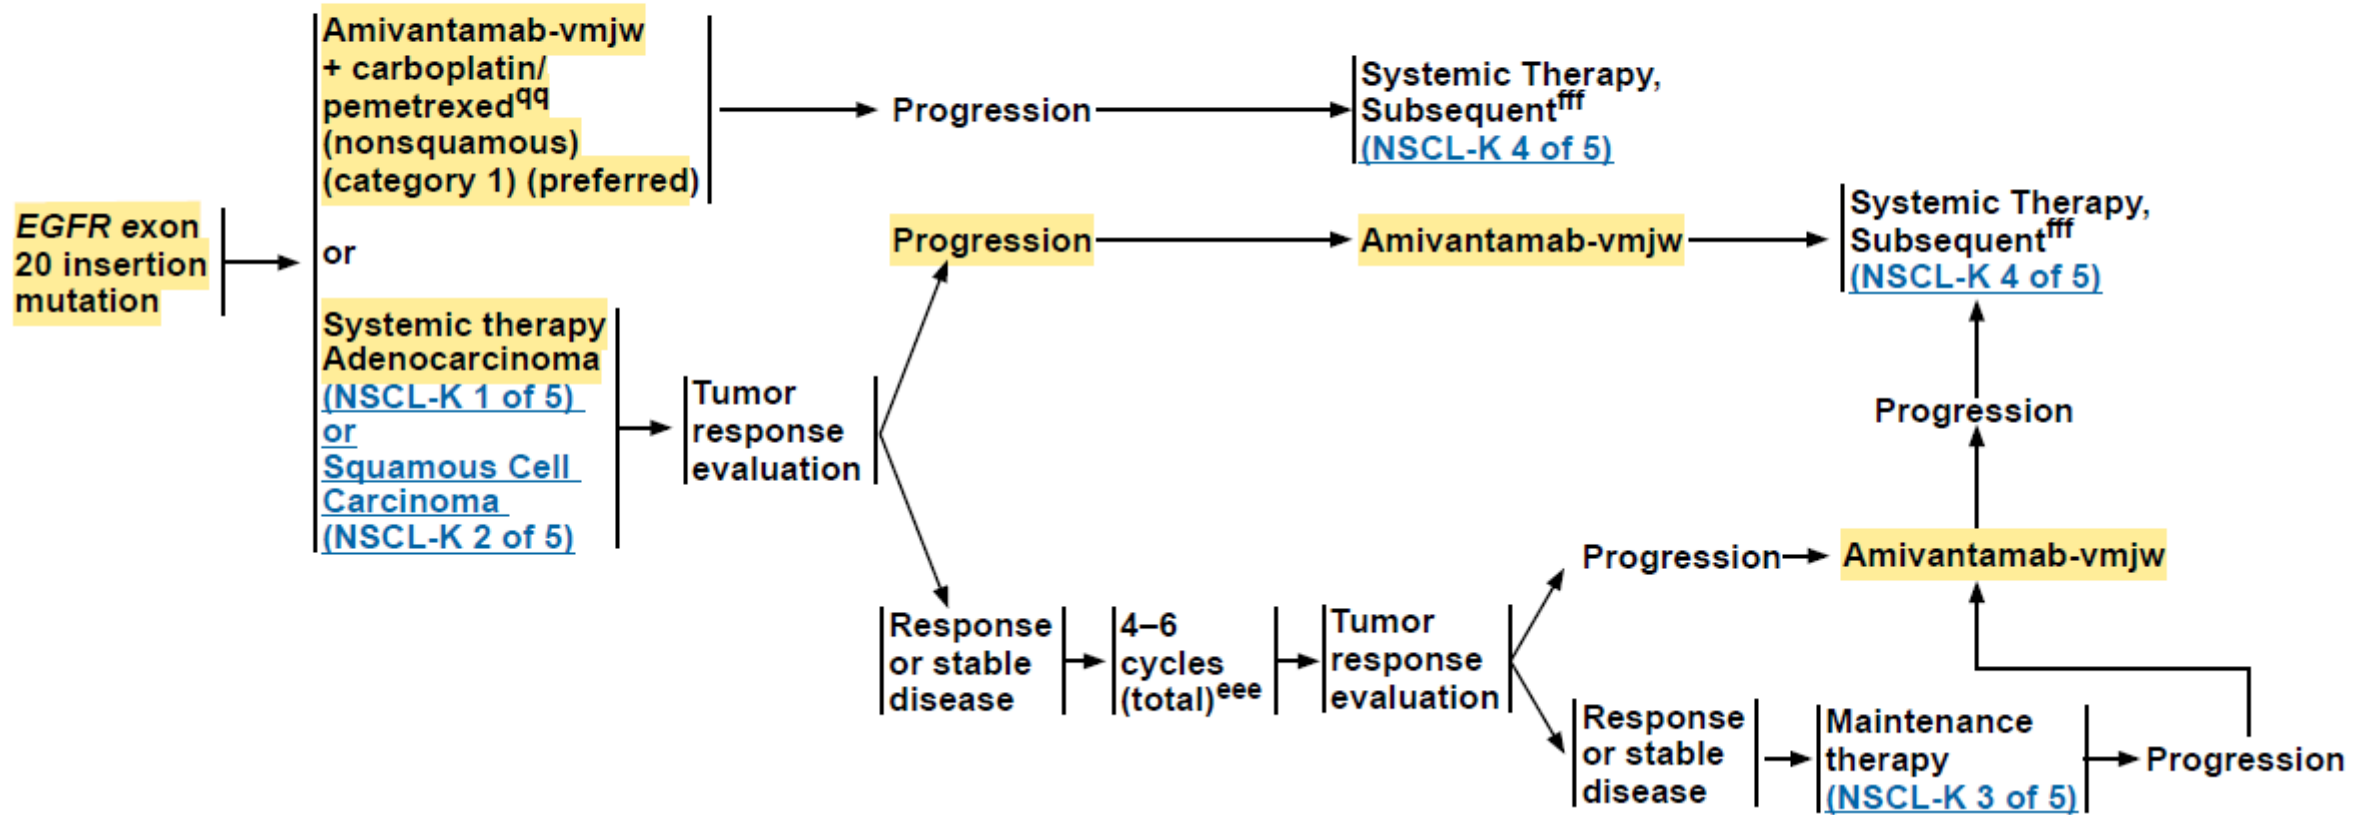 EGFR exon
20 insertion
mutation
Amivantamab-vmjw
+ carboplatin/
pemetrexedqq
(nonsquamous)
(category 1) (preferred)
or
Systemic therapy
Adenocarcinoma
(NSCL-K 1 of 5)
or
Squamous Cell
Carcinoma
(NSCL-K 2 of 5)
Progression
Systemic Therapy,
Subsequentfff
(NSCL-K 4 of 5)
Tumor
response
evaluation
Progression
Amivantamab-vmjw
Systemic Therapy,
Subsequentfff
(NSCL-K 4 of 5)
Response
or stable
disease
4–6
cycles
(total)eee
Tumor
response
evaluation
Progression
Amivantamab-vmjw
Progression
Response
or stable
disease
Maintenance
therapy
(NSCL-K 3 of 5)
Progression